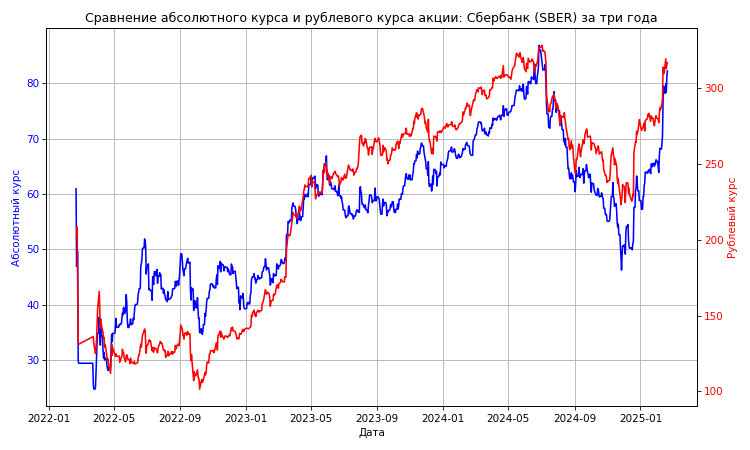 Сравнение абсолютного курса и рублевого курса акции: Сбербанк (SBER) за три года
Абсолютный курс
80
70
60
50
40
30
300
250
200
150
100
Рублевый курс
2022-01 2022-05 2022-09 2023-01 2023-05 2023-09 2024-01 2024-05 2024-09 2025-01
Дата